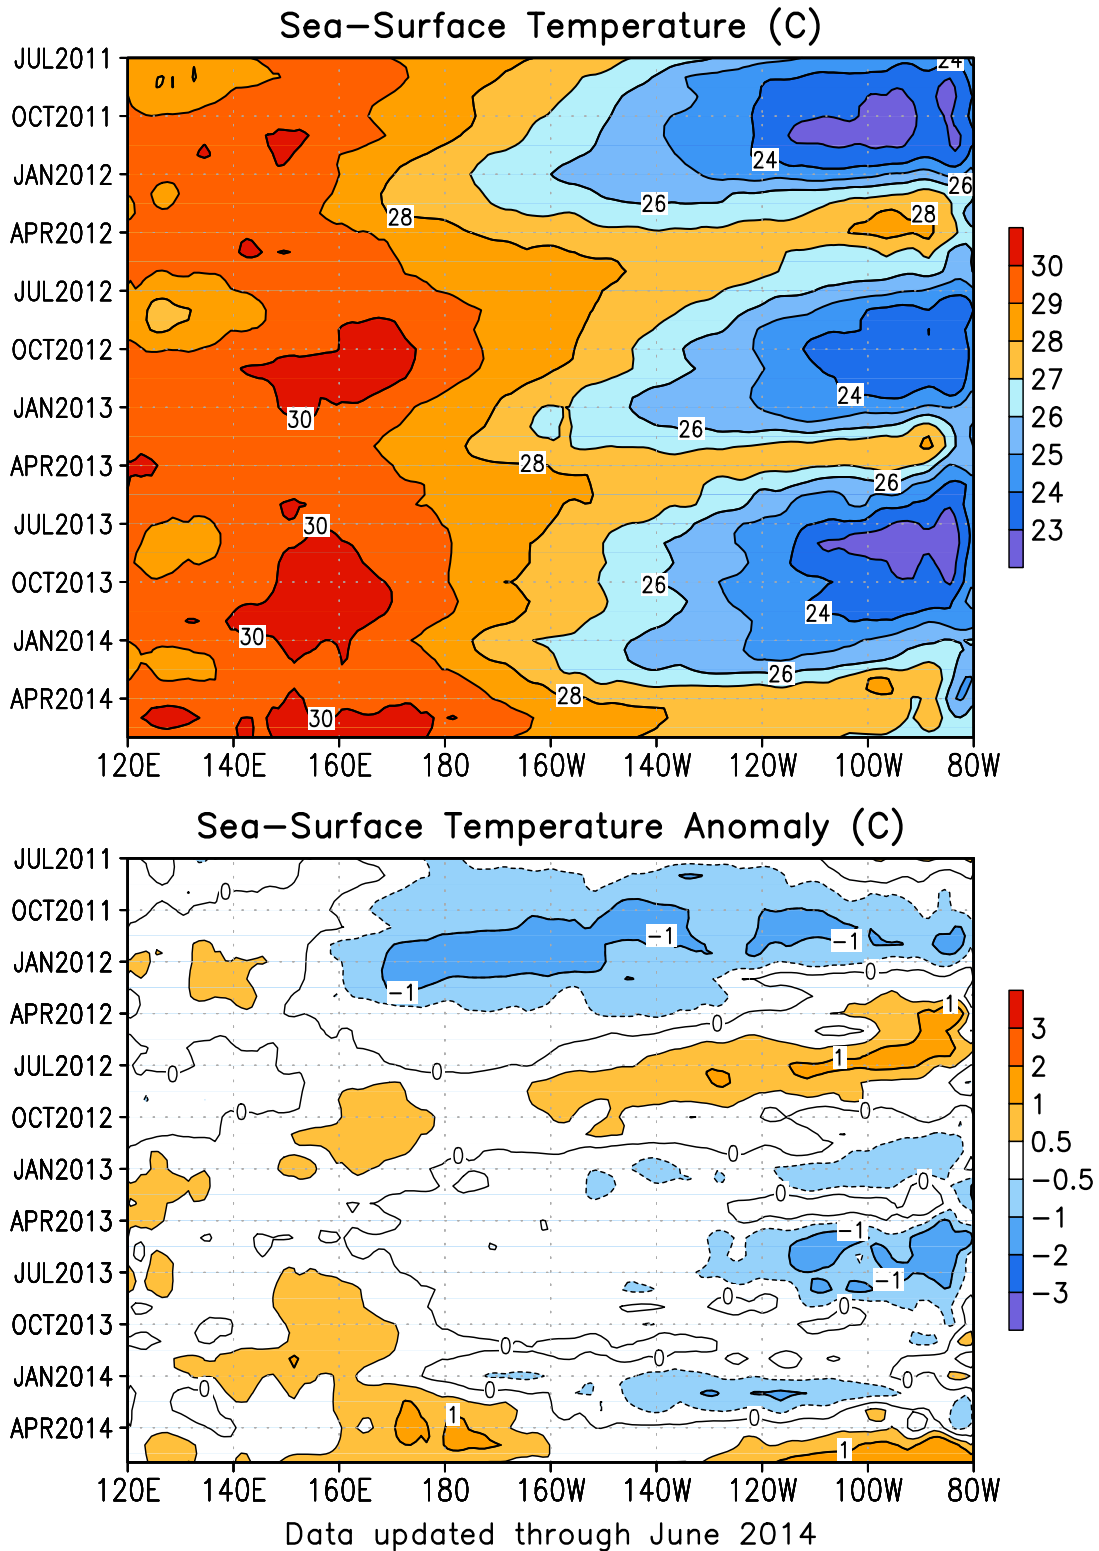 Sea-Surface Temperature (C)
JUL2011
OCT2011
JAN2012
APR2012
JUL2012
OCT2012
JAN2013
APR2013
JUL2013
OCT2013
JAN2014
APR2014
24
24
26
26
28
28
24
30
26
28
26
30
26
24
30
26
28
30
120E 140E 160E 180 160W 140W 120W 100W 80W
30
29
28
27
26
25
24
23
Sea-Surface Temperature Anomaly (C)
JUL2011
OCT2011
JAN2012
APR2012
JUL2012
OCT2012
JAN2013
APR2013
JUL2013
OCT2013
JAN2014
APR2014
0
-1
-1
0
-1
1
0
1
0
0
0
0
0
0
0
0
-1
-1
0
0
0
0
0
0
1
0
1
120E 140E 160E 180 160W 140W 120W 100W 80W
3
2
1
0.5
-0.5
-1
-2
-3
Data updated through June 2014